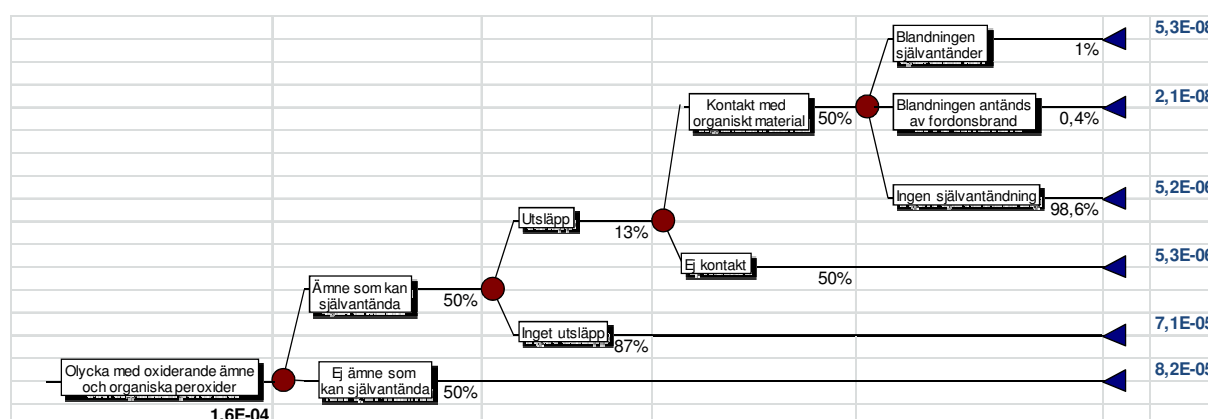 Blandningen
självantänder
1%
5,3E-08
Kontakt med
organiskt material
50%
Blandningen antänds
av fordonsbrand
0,4%
2,1E-08
Ingen självantändning
98,6%
5,2E-06
Utsläpp
13%
Ej kontakt
50%
5,3E-06
Ämne som kan
självantända
50%
Inget utsläpp
87%
7,1E-05
Olycka med oxiderande ämne
och organiska peroxider
1,6E-04
Ej ämne som
kan självantända
50%
8,2E-05